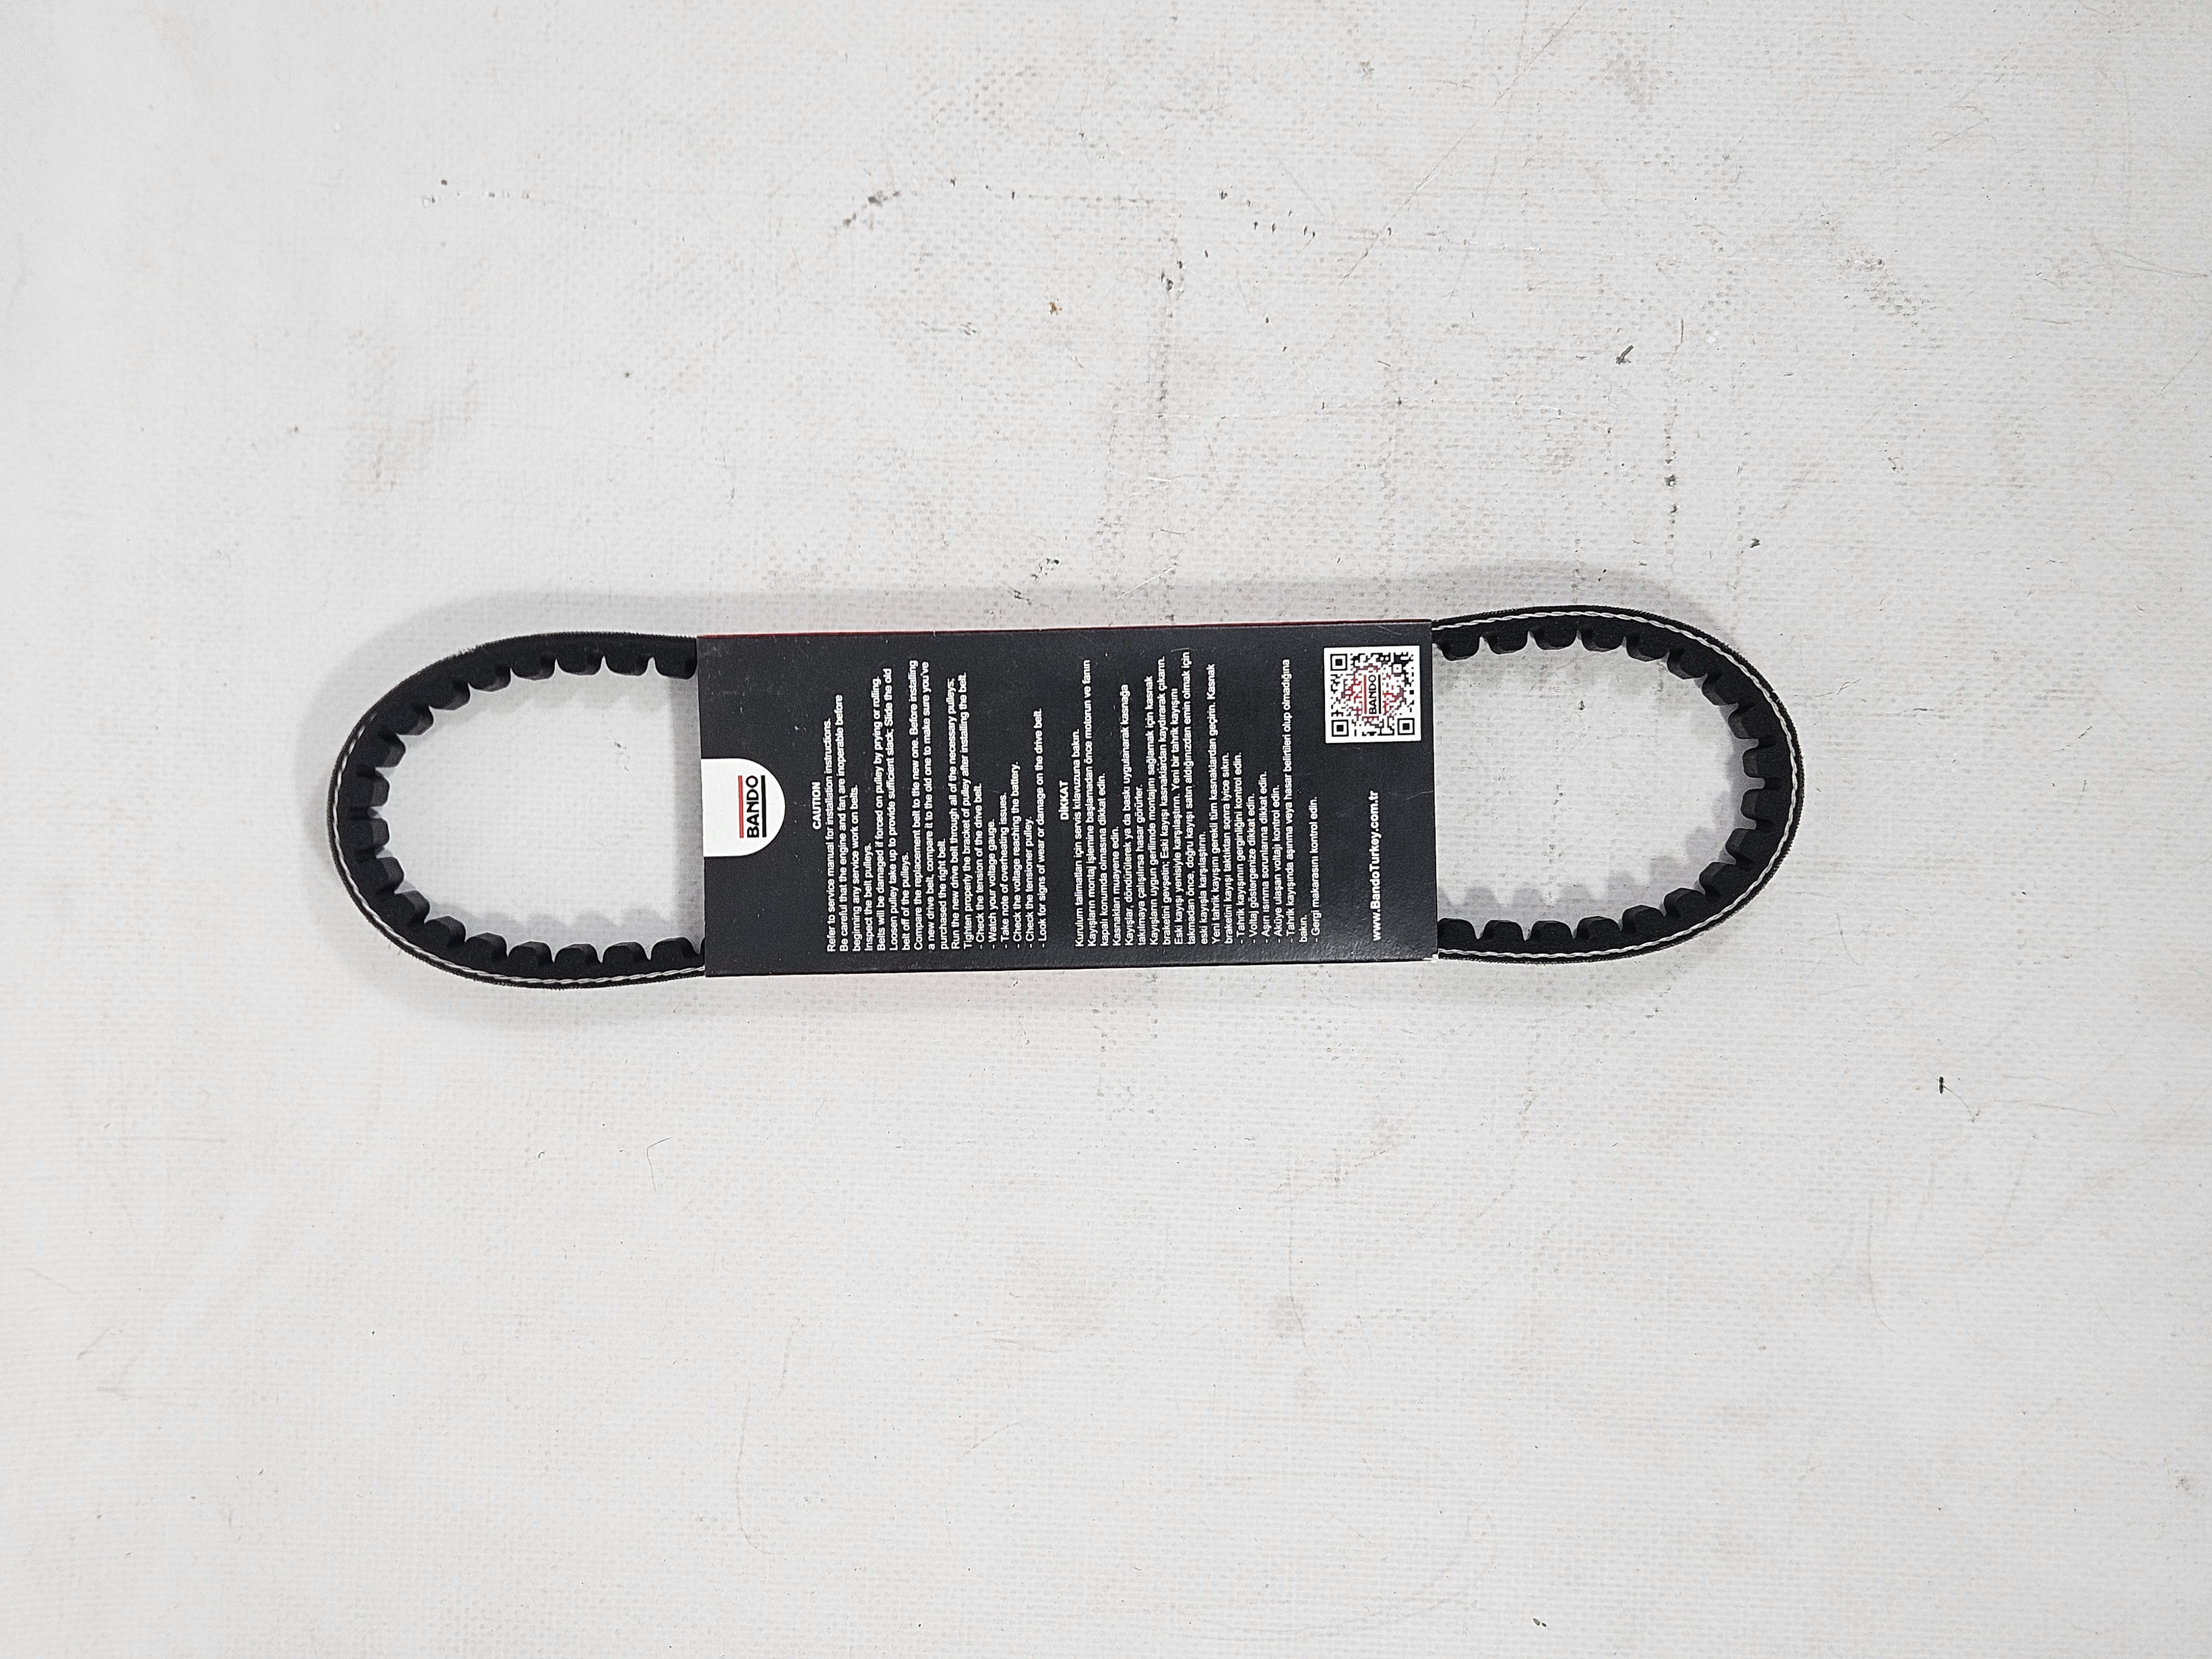 BANDO
CAUTION
Refer to service manual for installation instructions.
Be careful that the engine and fan are inoperable before
beginning any service work on belts.
Inspect the belt pulleys.
Belts will be damaged if forced on pulley by prying or rolling.
Loosen pulley take up to provide sufficient slack; Slide the old
belt off of the pulleys.
Compare the replacement belt to the new one. Before installing
a new drive belt, compare it to the old one to make sure you've
purchased the right belt.
Run the new drive belt through all of the necessary pulleys;
Tighten properly the bracket of pulley after installing the belt.
- Check the tension of the drive belt.
- Watch your voltage gauge.
- Take note of overheating issues.
- Check the voltage reaching the battery.
- Check the tensioner pulley.
- Look for signs of wear or damage on the drive belt.
DİKKAT
Kurulum talimatları için servis kılavuzuna bakın.
Kayışların montaj işlemine başlamadan önce motorun ve fanın
kapalı konumda olmasına dikkat edin.
Kasnakları muayene edin.
Kayışlar, döndürülerek ya da baskı uygulanarak kasnağa
takılmaya çalışılırsa hasar görürler.
Kayışların uygun gerilimde montajını sağlamak için kasnak
braketini gevşetin; Eski kayışı kasnaklardan kaydırarak çıkarın.
Eski kayışı yenisiyle karşılaştırın. Yeni bir tahrik kayışını
takmadan önce, doğru kayışı satın aldığınızdan emin olmak için
eski kayışla karşılaştırın.
Yeni tahrik kayışını gerekli tüm kasnaklardan geçirin. Kasnak
braketini kayışı taktıktan sonra iyice sıkın.
- Tahrik kayışının gerginliğini kontrol edin.
- Voltaj göstergenize dikkat edin.
- Aşırı ısınma sorunlarına dikkat edin.
- Aküye ulaşan voltajı kontrol edin.
- Tahrik kayışında aşınma veya hasar belirtileri olup olmadığına
bakın.
- Gergi makarasını kontrol edin.
www.BandoTurkey.com.tr
BANDO